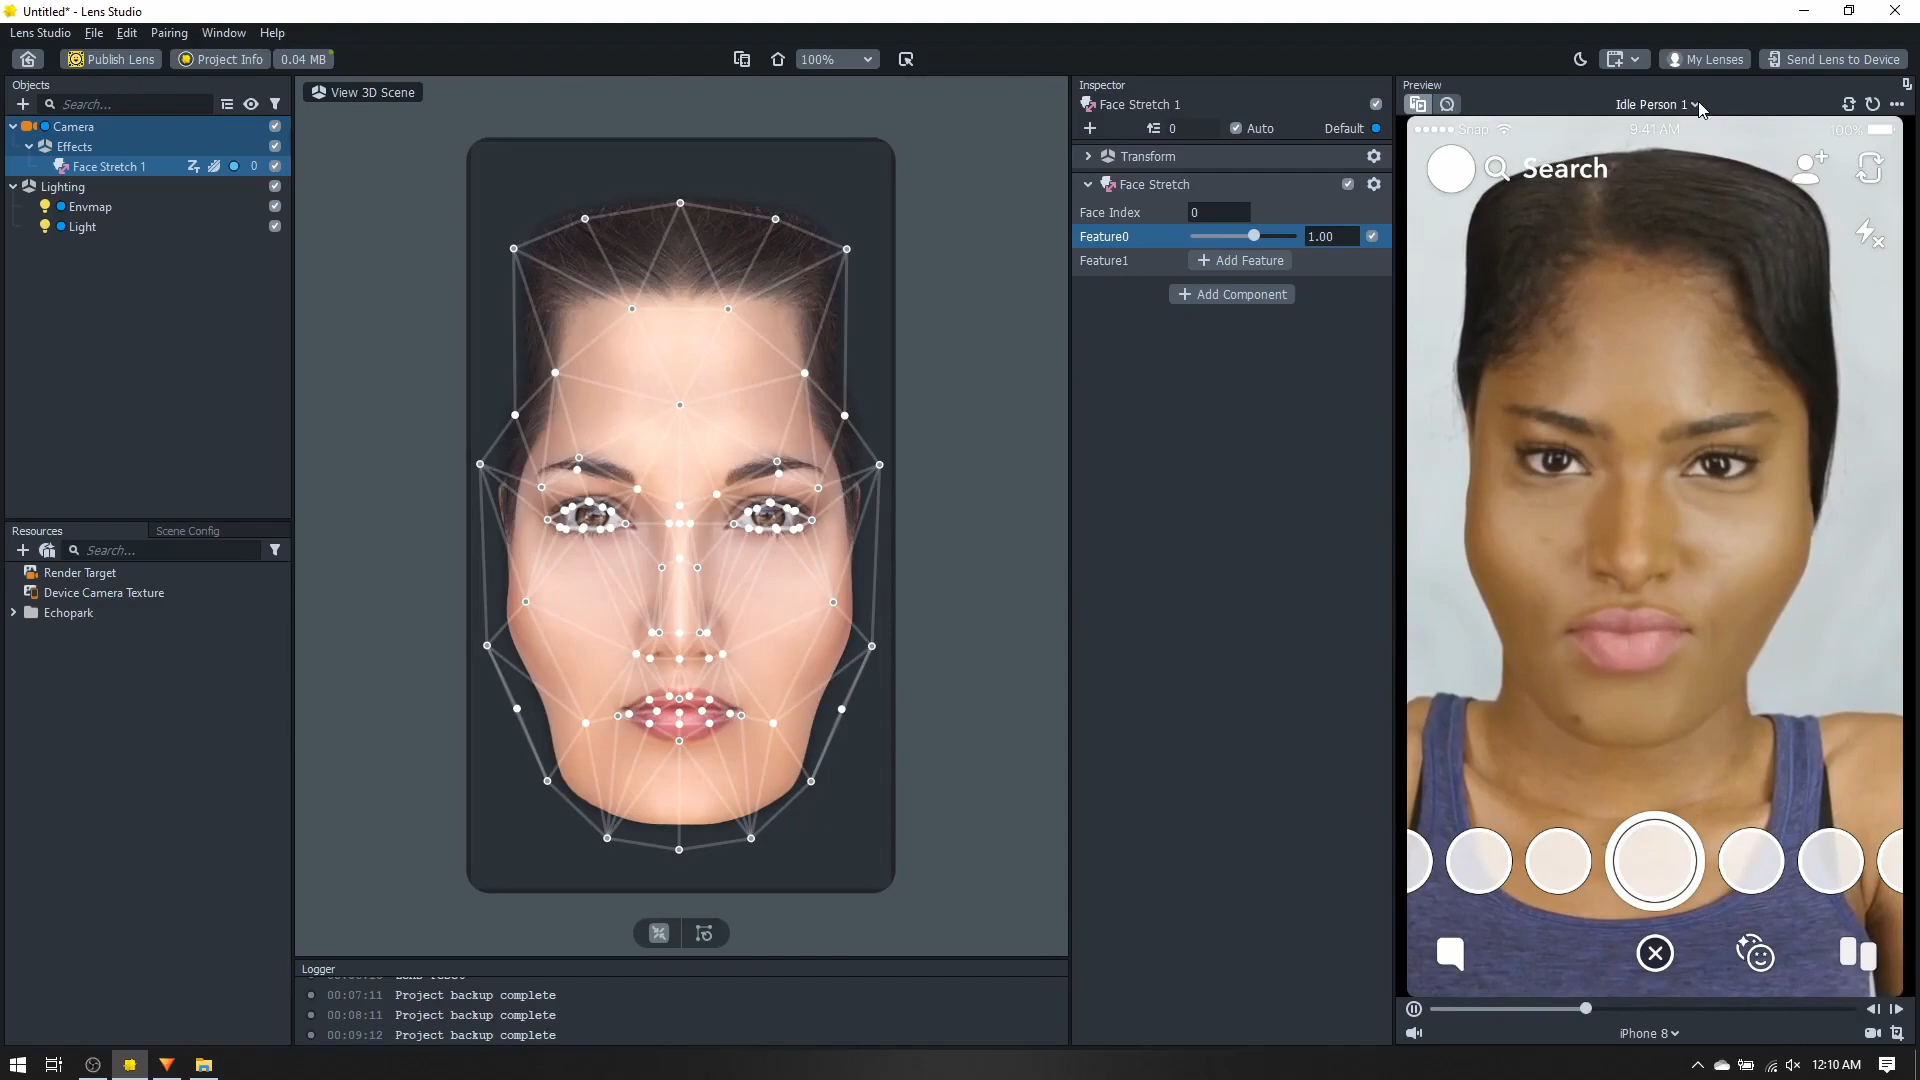 Untitled* - Lens Studio
Lens Studio File Edit Pairing Window Help
Publish Lens Project Info 0.04 MB 100% My Lenses Send Lens to Device
Objects
Search...
Camera
Effects
Face Stretch 1 0
Lighting
Envmap
Light
Resources Scene Config
Search...
Render Target
Device Camera Texture
Echopark
View 3D Scene
Logger
00:07:11 Project backup complete
00:08:11 Project backup complete
00:09:12 Project backup complete
Inspector
Face Stretch 1
0 Auto Default
Transform
Face Stretch
Face Index 0
Feature0 1.00
Feature1 + Add Feature
+ Add Component
Preview
Idle Person 1
Snap 9:41 AM 100%
Search
iPhone 8
12:10 AM